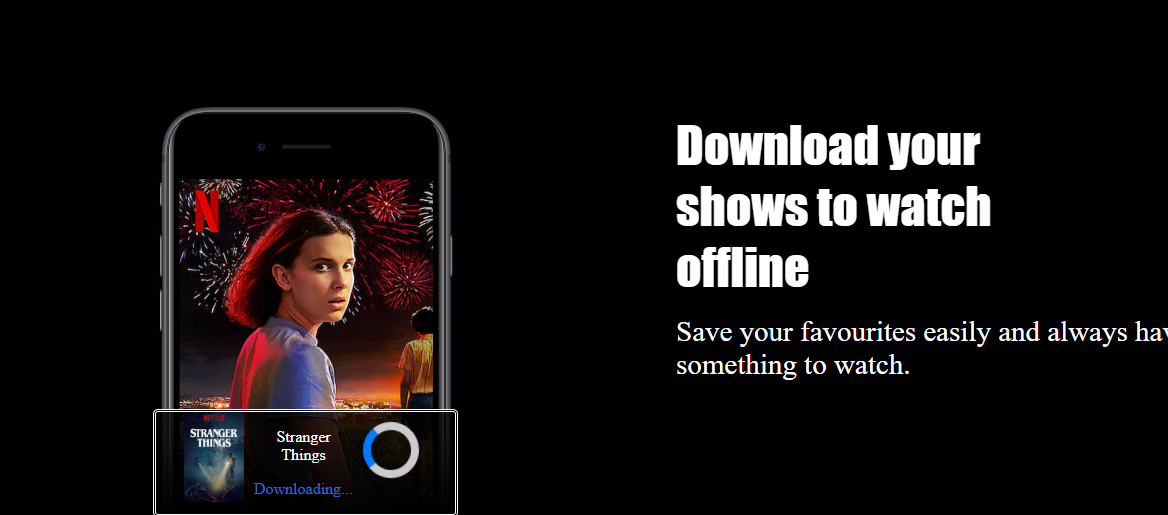 Download your
shows to watch
offline
Save your favourites easily and always hav
something to watch.
N
NETFLIX
STRANGER
THINGS
Stranger
Things
Downloading...